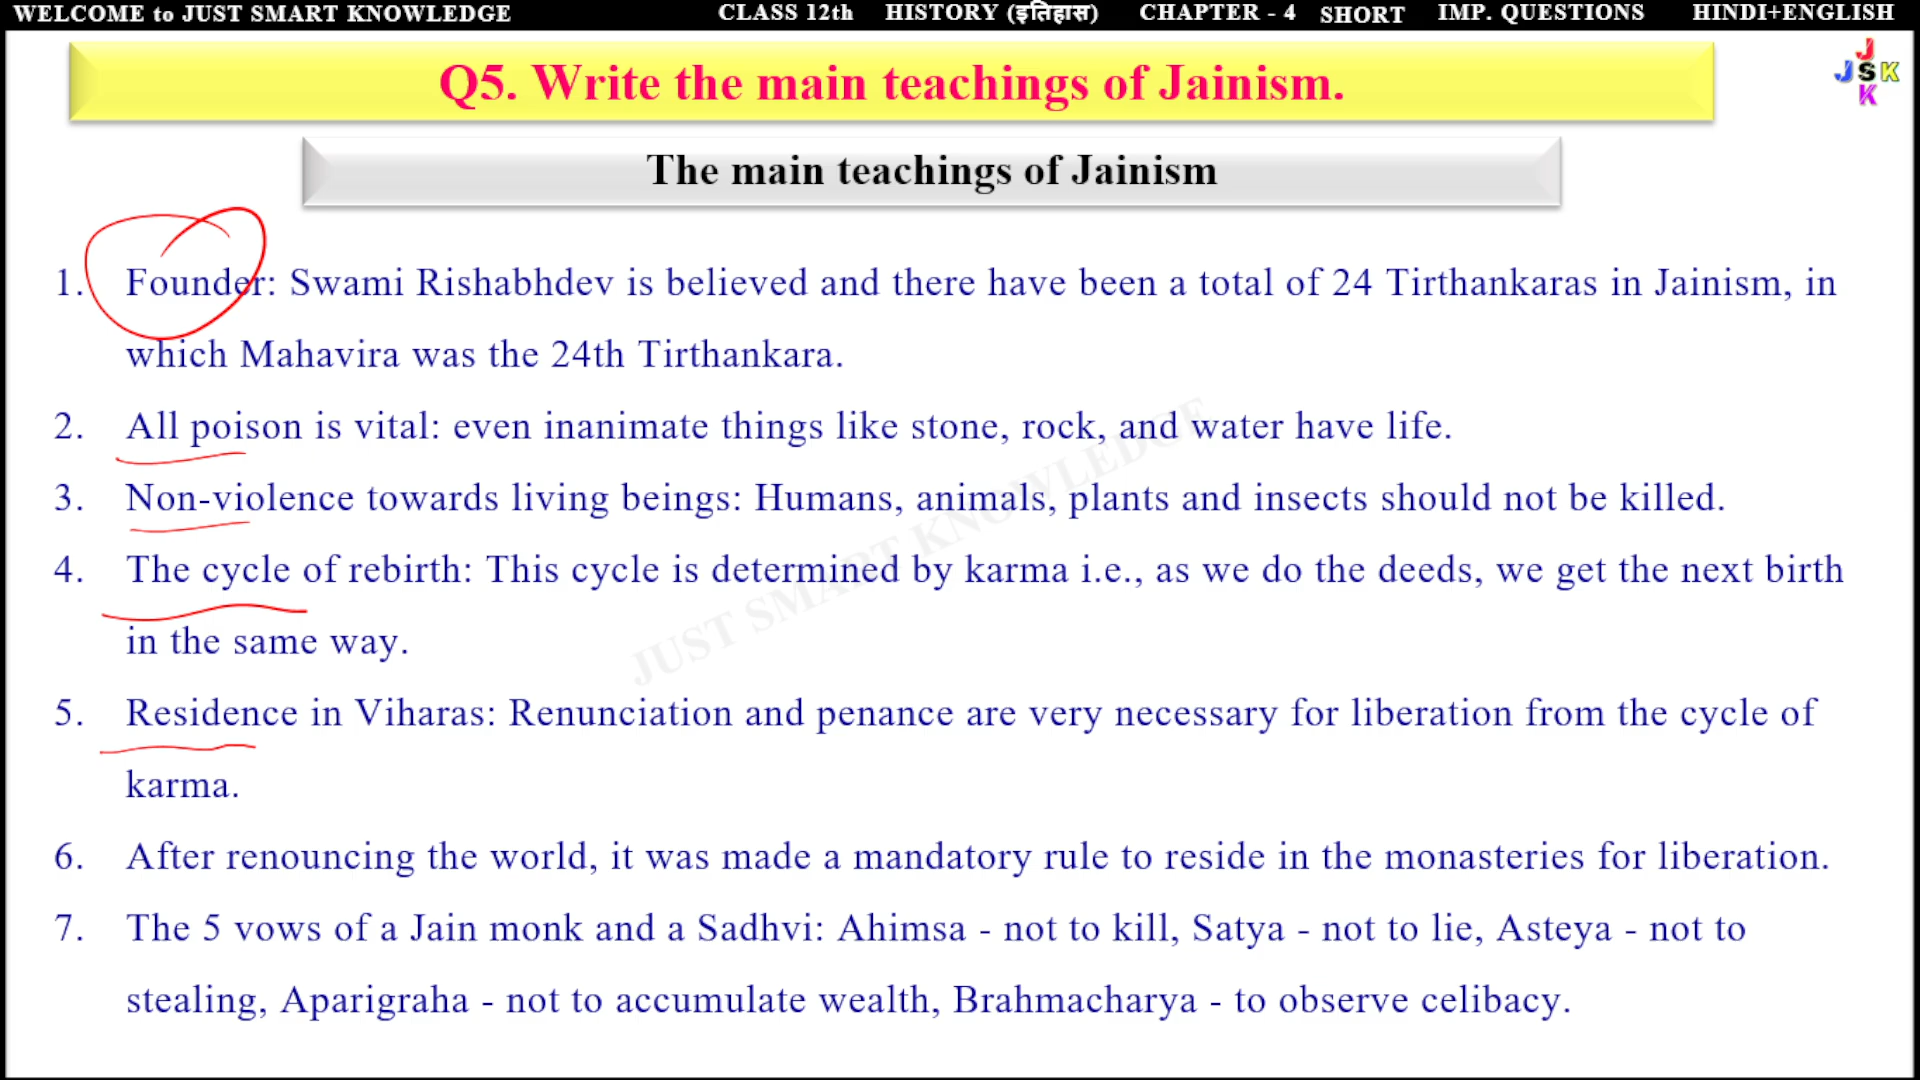 WELCOME to JUST SMART KNOWLEDGE CLASS 12th HISTORY (इतिहास) CHAPTER - 4 SHORT IMP. QUESTIONS HINDI+ENGLISH
Q5. Write the main teachings of Jainism.
J
JSK
K
The main teachings of Jainism
1. Founder: Swami Rishabhdev is believed and there have been a total of 24 Tirthankaras in Jainism, in
which Mahavira was the 24th Tirthankara.
2. All poison is vital: even inanimate things like stone, rock, and water have life.
3. Non-violence towards living beings: Humans, animals, plants and insects should not be killed.
4. The cycle of rebirth: This cycle is determined by karma i.e., as we do the deeds, we get the next birth
in the same way.
5. Residence in Viharas: Renunciation and penance are very necessary for liberation from the cycle of
karma.
6. After renouncing the world, it was made a mandatory rule to reside in the monasteries for liberation.
7. The 5 vows of a Jain monk and a Sadhvi: Ahimsa - not to kill, Satya - not to lie, Asteya - not to
stealing, Aparigraha - not to accumulate wealth, Brahmacharya - to observe celibacy.
JUST SMART KNOWLEDGE